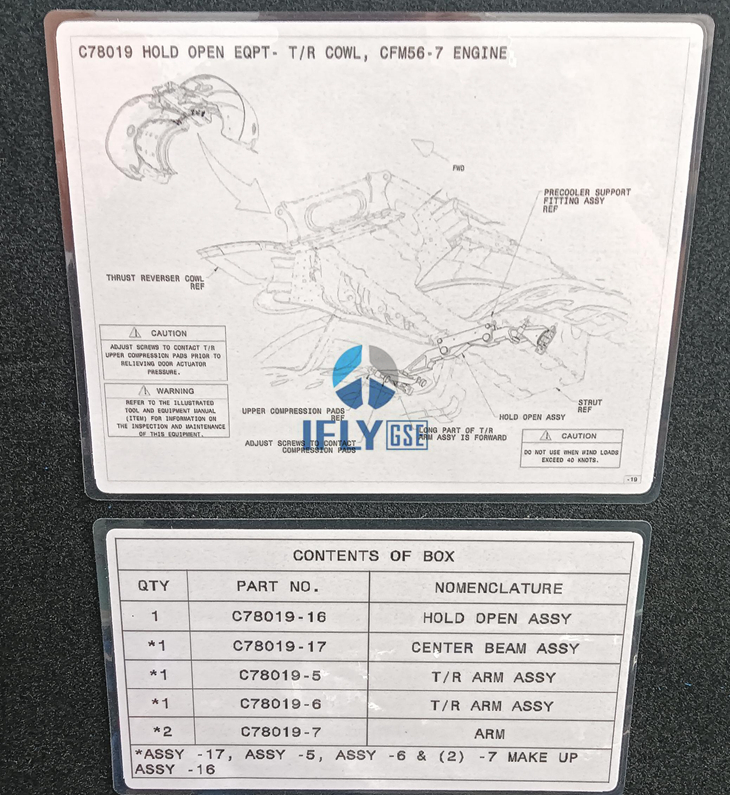 C78019 HOLD OPEN EQPT- T/R COWL, CFM56-7 ENGINE
FWD
PRECOOLER SUPPORT
FITTING ASSY
REF
THRUST REVERSER COWL
REF
CAUTION
ADJUST SCREWS TO CONTACT T/R
UPPER COMPRESSION PADS PRIOR TO
RELIEVING DOOR ACTUATOR
PRESSURE.
WARNING
REFER TO THE ILLUSTRATED
TOOL AND EQUIPMENT MANUAL
(ITEM) FOR INFORMATION ON
THE INSPECTION AND MAINTENANCE
OF THIS EQUIPMENT.
UPPER COMPRESSION PADS
REF
ADJUST SCREWS TO CONTACT
COMPRESSION PADS
LONG PART OF T/R
ARM ASSY IS FORWARD
HOLD OPEN ASSY
STRUT
REF
CAUTION
DO NOT USE WHEN WIND LOADS
EXCEED 40 KNOTS.
-19
JFLY GSE
CONTENTS OF BOX
QTY PART NO. NOMENCLATURE
1 C78019-16 HOLD OPEN ASSY
*1 C78019-17 CENTER BEAM ASSY
*1 C78019-5 T/R ARM ASSY
*1 C78019-6 T/R ARM ASSY
*2 C78019-7 ARM
*ASSY -17, ASSY -5, ASSY -6 & (2) -7 MAKE UP
ASSY -16